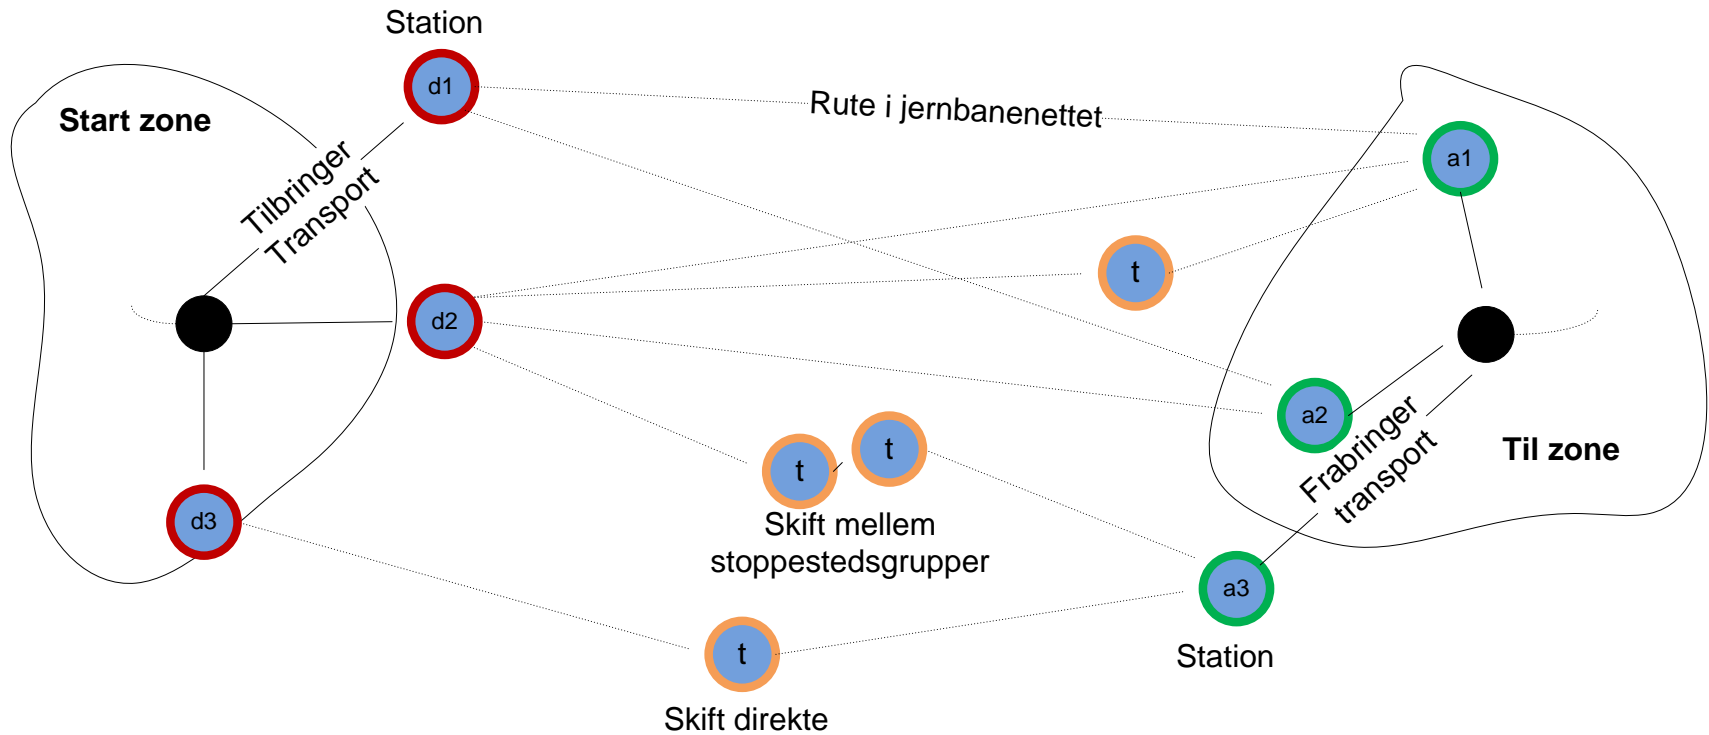 Station
d1
Start zone
Rute i jernbanenettet
a1
Tilbringer
Transport
t
d2
a2
Frabringer
transport
Til zone
t
t
d3
Skift mellem
stoppestedsgrupper
a3
t
Station
Skift direkte